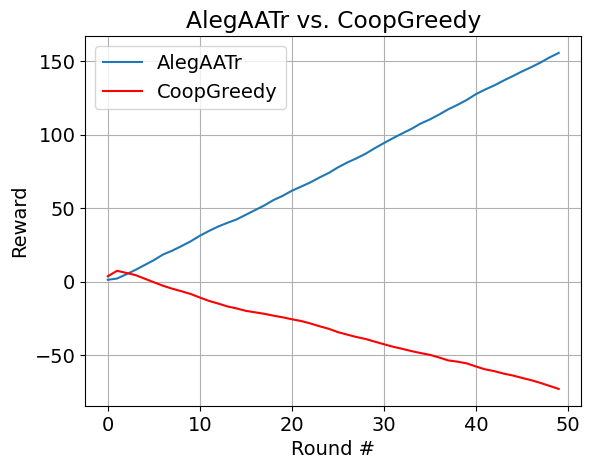 AlegAATr vs. CoopGreedy
AlegAATr
CoopGreedy
150
100
50
0
−50
Reward
0 10 20 30 40 50
Round #